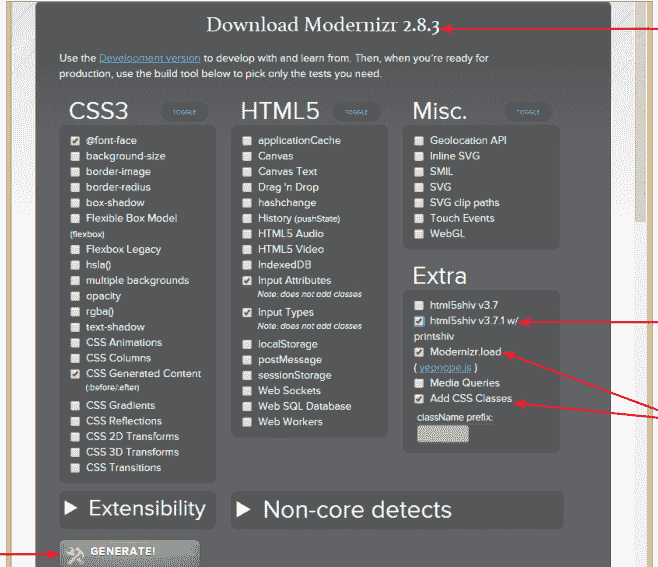 Download Modernizr 2.8.3
Use the Development version to develop with and learn from. Then, when you're ready for
production, use the build tool below to pick only the tests you need.
CSS3
TOGGLE
@font-face
background-size
border-image
border-radius
box-shadow
Flexible Box Model
(flexbox)
Flexbox Legacy
hsla()
multiple backgrounds
opacity
rgba()
text-shadow
CSS Animations
CSS Columns
CSS Generated Content
(:before/:after)
CSS Gradients
CSS Reflections
CSS 2D Transforms
CSS 3D Transforms
CSS Transitions
HTML5
TOGGLE
applicationCache
Canvas
Canvas Text
Drag 'n Drop
hashchange
History (pushState)
HTML5 Audio
HTML5 Video
IndexedDB
Input Attributes
Note: does not add classes
Input Types
Note: does not add classes
localStorage
postMessage
sessionStorage
Web Sockets
Web SQL Database
Web Workers
Misc.
TOGGLE
Geolocation API
Inline SVG
SMIL
SVG
SVG clip paths
Touch Events
WebGL
Extra
html5shiv v3.7
html5shiv v3.7.1 w/
printshiv
Modernizr.load
( yepnope.js )
Media Queries
Add CSS Classes
className prefix:
Extensibility
Non-core detects
GENERATE!